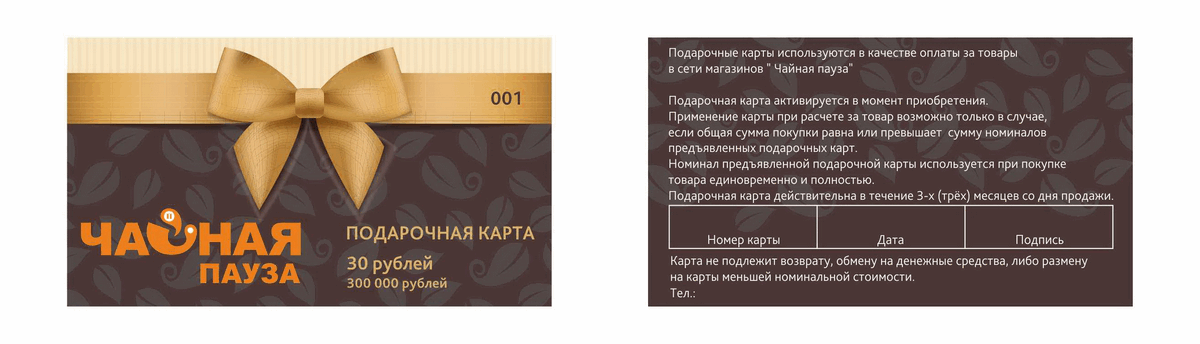 001
ЧАЙНАЯ
ПАУЗА
ПОДАРОЧНАЯ КАРТА
30 рублей
300 000 рублей
Подарочные карты используются в качестве оплаты за товары
в сети магазинов " Чайная пауза"
Подарочная карта активируется в момент приобретения.
Применение карты при расчете за товар возможно только в случае,
если общая сумма покупки равна или превышает сумму номиналов
предъявленных подарочных карт.
Номинал предъявленной подарочной карты используется при покупке
товара единовременно и полностью.
Подарочная карта действительна в течение 3-х (трёх) месяцев со дня продажи.
Номер карты Дата Подпись
Карта не подлежит возврату, обмену на денежные средства, либо размену
на карты меньшей номинальной стоимости.
Тел.: